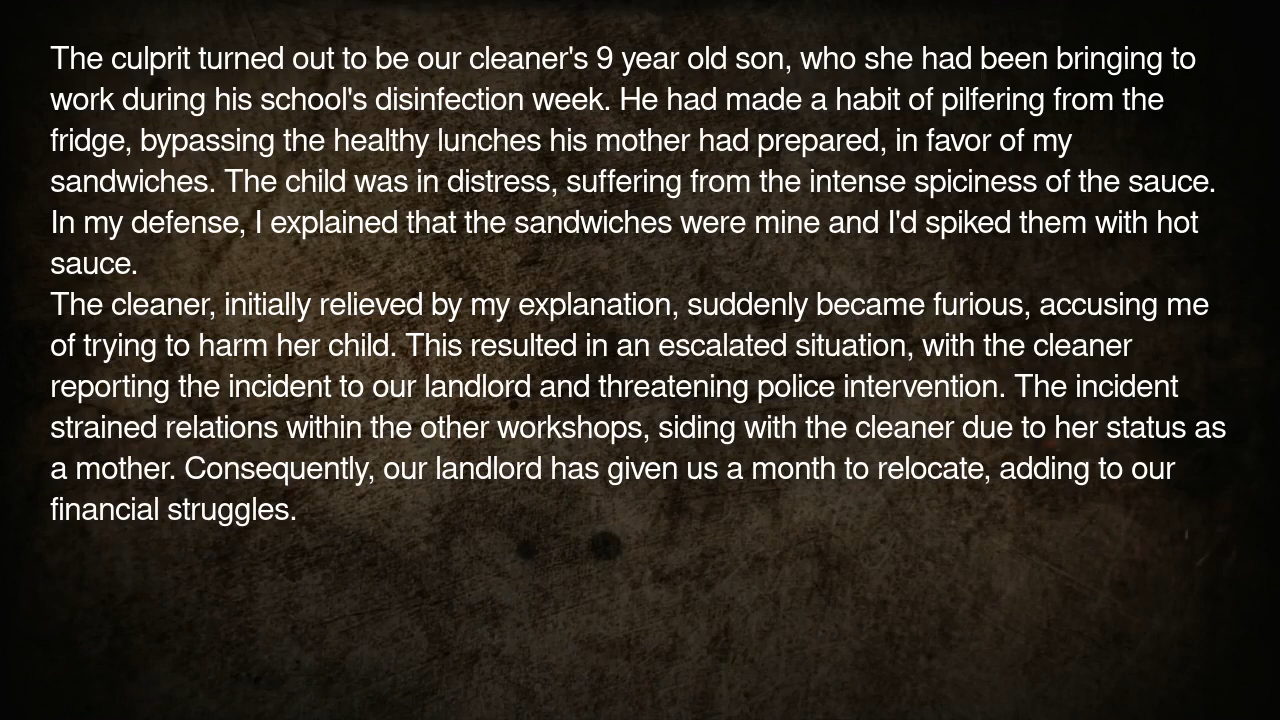 The culprit turned out to be our cleaner's 9 year old son, who she had been bringing to
work during his school's disinfection week. He had made a habit of pilfering from the
fridge, bypassing the healthy lunches his mother had prepared, in favor of my
sandwiches. The child was in distress, suffering from the intense spiciness of the sauce.
In my defense, I explained that the sandwiches were mine and I'd spiked them with hot
sauce.
The cleaner, initially relieved by my explanation, suddenly became furious, accusing me
of trying to harm her child. This resulted in an escalated situation, with the cleaner
reporting the incident to our landlord and threatening police intervention. The incident
strained relations within the other workshops, siding with the cleaner due to her status as
a mother. Consequently, our landlord has given us a month to relocate, adding to our
financial struggles.